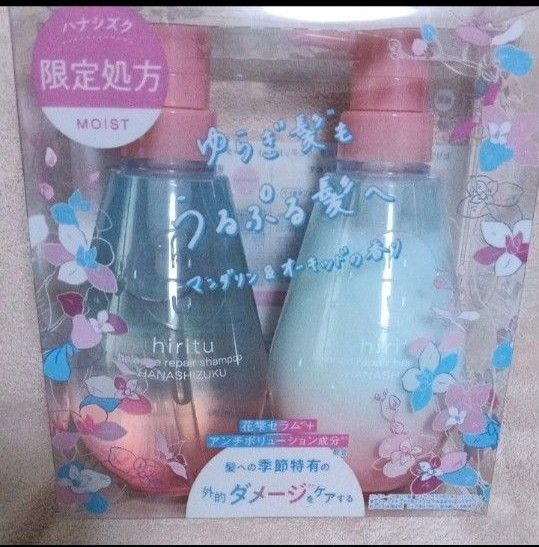 ハナシズク
限定処方
MOIST
ゆらぎ髪"も
うるぷる髪へ
マンダリン&オーキッドの香り
hiritu
repair shampoo
HANASHIZUKU
花雫セラム
+
アンチポリューション成分
配合
髪への季節特有の
外的ダメージをケアする